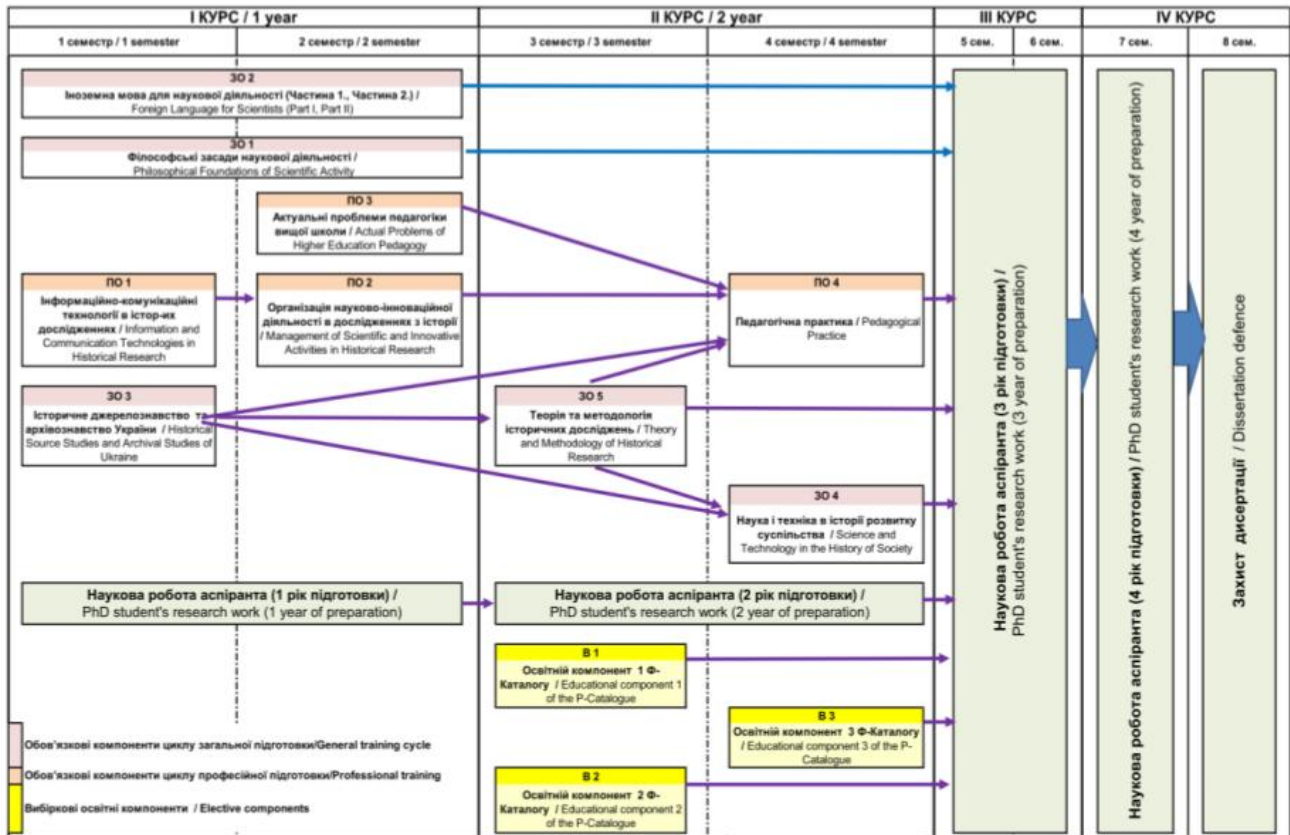 І КУРС / 1 year
ІІ КУРС / 2 year
ІІІ КУРС
IV КУРС
1 семестр / 1 semester
2 семестр / 2 semester
3 семестр / 3 semester
4 семестр / 4 semester
5 сем.
6 сем.
7 сем.
8 сем.
ЗО 2
Іноземна мова для наукової діяльності (Частина 1., Частина 2.) /
Foreign Language for Scientists (Part I, Part II)
ЗО 1
Філософські засади наукової діяльності /
Philosophical Foundations of Scientific Activity
ПО 3
Актуальні проблеми педагогіки
вищої школи / Actual Problems of
Higher Education Pedagogy
ПО 1
Інформаційно-комунікаційні
технології в істор-их
дослідженнях / Information and
Communication Technologies in
Historical Research
ПО 2
Організація науково-інноваційної
діяльності в дослідженнях з історії
/ Management of Scientific and
Innovative Activities in Historical Research
ПО 4
Педагогічна практика / Pedagogical
Practice
ЗО 3
Історичне джерелознавство та
архівознавство України / Historical
Source Studies and Archival Studies of
Ukraine
ЗО 5
Теорія та методологія
історичних досліджень / Theory
and Methodology of Historical
Research
ЗО 4
Наука і техніка в історії розвитку
суспільства / Science and
Technology in the History of Society
Наукова робота аспіранта (1 рік підготовки) /
PhD student's research work (1 year of preparation)
Наукова робота аспіранта (2 рік підготовки) /
PhD student's research work (2 year of preparation)
В 1
Освітній компонент 1 Ф-
Каталогу / Educational component 1
of the P-Catalogue
В 3
Освітній компонент 3 Ф-Каталогу
/ Educational component 3 of the P-
Catalogue
В 2
Освітній компонент 2 Ф-
Каталогу / Educational component 2
of the P-Catalogue
Наукова робота аспіранта (3 рік підготовки) /
PhD student's research work (3 year of preparation)
Наукова робота аспіранта (4 рік підготовки) / PhD student's research work (4 year of preparation)
Захист дисертації / Dissertation defence
Обов'язкові компоненти циклу загальної підготовки/General training cycle
Обов'язкові компоненти циклу професійної підготовки/Professional training
Вибіркові освітні компоненти / Elective components